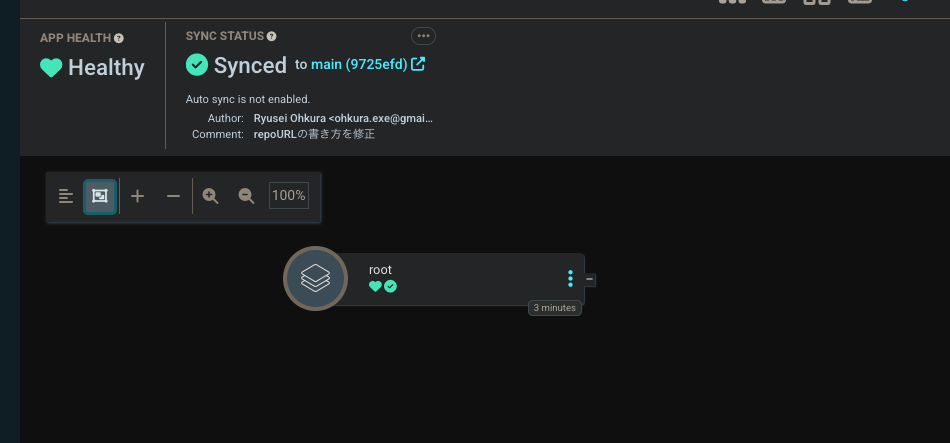 APP HEALTH
Healthy
SYNC STATUS
Synced to main (9725efd)
Auto sync is not enabled.
Author: Ryusei Ohkura <ohkura.exe@gmai...
Comment: repoURLの書き方を修正
100%
root
3 minutes